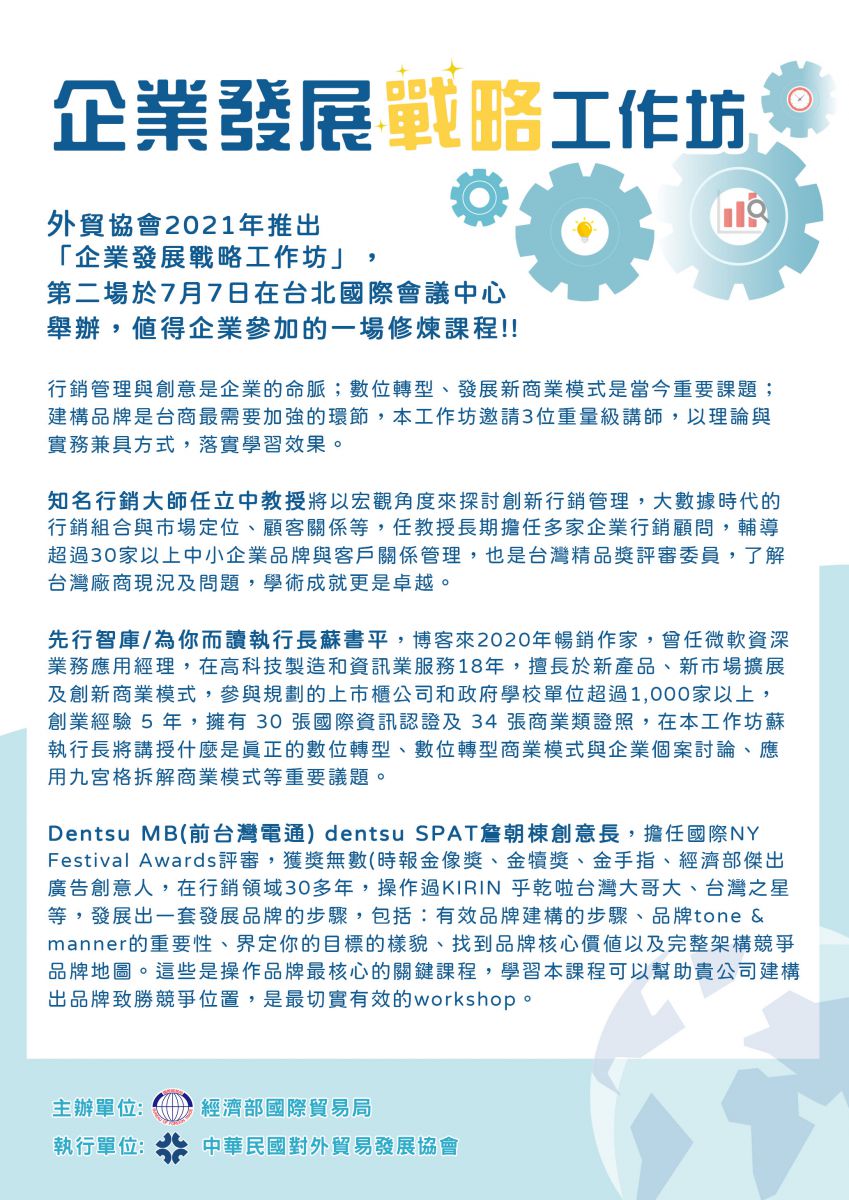 企業發展戰略工作坊
外貿協會2021年推出
「企業發展戰略工作坊」，
第二場於7月7日在台北國際會議中心
舉辦，值得企業參加的一場修煉課程!!
行銷管理與創意是企業的命脈；數位轉型、發展新商業模式是當今重要課題；
建構品牌是台商最需要加強的環節，本工作坊邀請3位重量級講師，以理論與
實務兼具方式，落實學習效果。
知名行銷大師任立中教授將以宏觀角度來探討創新行銷管理，大數據時代的
行銷組合與市場定位、顧客關係等，任教授長期擔任多家企業行銷顧問，輔導
超過30家以上中小企業品牌與客戶關係管理，也是台灣精品獎評審委員，了解
台灣廠商現況及問題，學術成就更是卓越。
先行智庫/為你而讀執行長蘇書平，博客來2020年暢銷作家，曾任微軟資深
業務應用經理，在高科技製造和資訊業服務18年，擅長於新產品、新市場擴展
及創新商業模式，參與規劃的上市櫃公司和政府學校單位超過1,000家以上，
創業經驗 5 年，擁有 30 張國際資訊認證及 34 張商業類證照，在本工作坊蘇
執行長將講授什麼是真正的數位轉型、數位轉型商業模式與企業個案討論、應
用九宮格拆解商業模式等重要議題。
Dentsu MB(前台灣電通) dentsu SPAT詹朝棟創意長，擔任國際NY
Festival Awards評審，獲獎無數(時報金像獎、金犢獎、金手指、經濟部傑出
廣告創意人，在行銷領域30多年，操作過KIRIN 乎乾啦台灣大哥大、台灣之星
等，發展出一套發展品牌的步驟，包括：有效品牌建構的步驟、品牌tone &
manner的重要性、界定你的目標的樣貌、找到品牌核心價值以及完整架構競爭
品牌地圖。這些是操作品牌最核心的關鍵課程，學習本課程可以幫助貴公司建構
出品牌致勝競爭位置，是最切實有效的workshop。
主辦單位: 經濟部國際貿易局
執行單位: 中華民國對外貿易發展協會